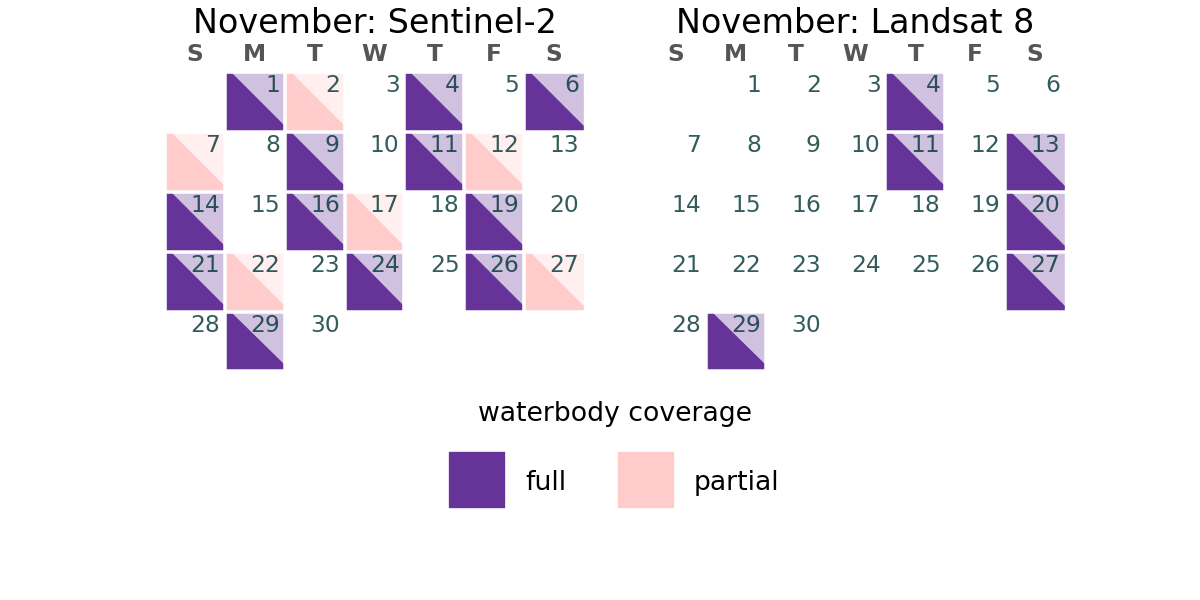 November: Sentinel-2
S M T W T F S
1 2 3 4 5 6
7 8 9 10 11 12 13
14 15 16 17 18 19 20
21 22 23 24 25 26 27
28 29 30
November: Landsat 8
S M T W T F S
1 2 3 4 5 6
7 8 9 10 11 12 13
14 15 16 17 18 19 20
21 22 23 24 25 26 27
28 29 30
waterbody coverage
full
partial